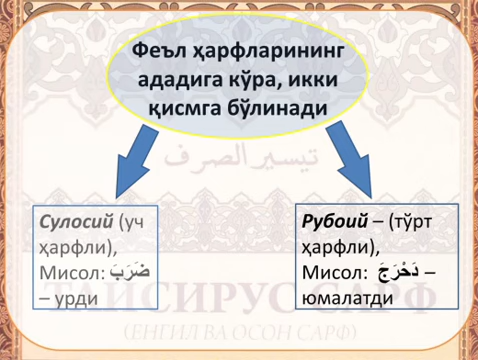 Феъл ҳарфларининг
ададига кўра, икки
қисмга бўлинади
تيسير الصرف
Сулосий (уч
ҳарфли),
Мисол: ضَرَبَ
– урди
Рубоий – (тўрт
ҳарфли),
Мисол: دَحْرَجَ –
юмалатди
ТАЙСИРУС САРФ
(ЕНГИЛ ВА ОСОН САРФ)